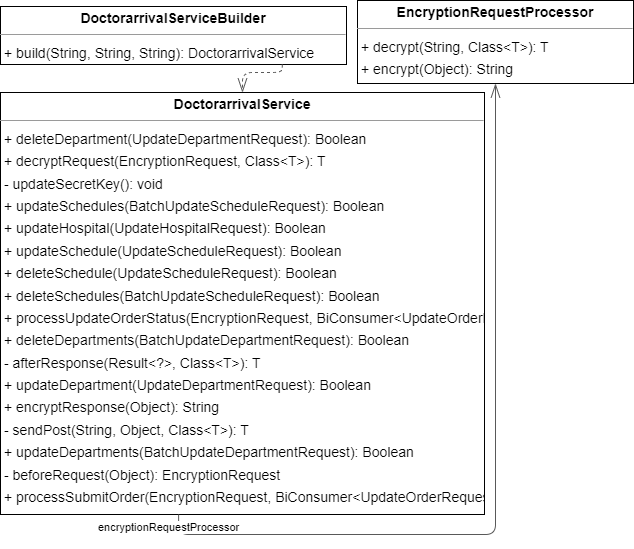 DoctorarrivalServiceBuilder
+ build(String, String, String): DoctorarrivalService
EncryptionRequestProcessor
+ decrypt(String, Class<T>): T
+ encrypt(Object): String
DoctorarrivalService
+ deleteDepartment(UpdateDepartmentRequest): Boolean
+ decryptRequest(EncryptionRequest, Class<T>): T
- updateSecretKey(): void
+ updateSchedules(BatchUpdateScheduleRequest): Boolean
+ updateHospital(UpdateHospitalRequest): Boolean
+ updateSchedule(UpdateScheduleRequest): Boolean
+ deleteSchedule(UpdateScheduleRequest): Boolean
+ deleteSchedules(BatchUpdateScheduleRequest): Boolean
+ processUpdateOrderStatus(EncryptionRequest, BiConsumer<UpdateOrderR
+ deleteDepartments(BatchUpdateDepartmentRequest): Boolean
- afterResponse(Result<?>, Class<T>): T
+ updateDepartment(UpdateDepartmentRequest): Boolean
+ encryptResponse(Object): String
- sendPost(String, Object, Class<T>): T
+ updateDepartments(BatchUpdateDepartmentRequest): Boolean
- beforeRequest(Object): EncryptionRequest
+ processSubmitOrder(EncryptionRequest, BiConsumer<UpdateOrderReques
encryptionRequestProcessor